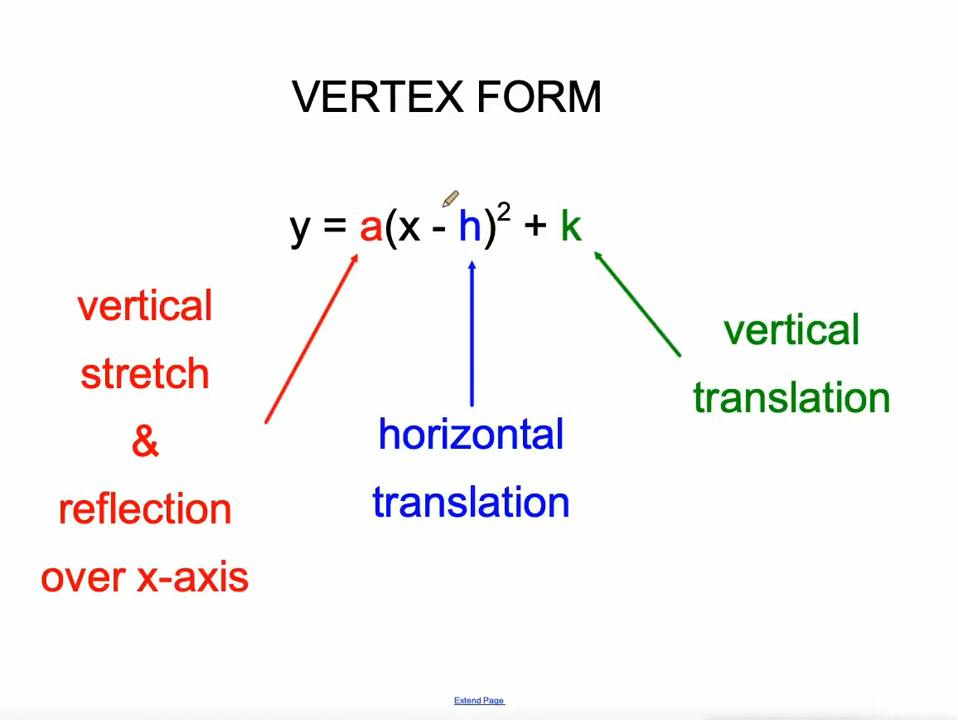 VERTEX FORM
y = a(x - h)² + k
vertical
stretch
&
reflection
over x-axis
horizontal
translation
vertical
translation
Extend Page